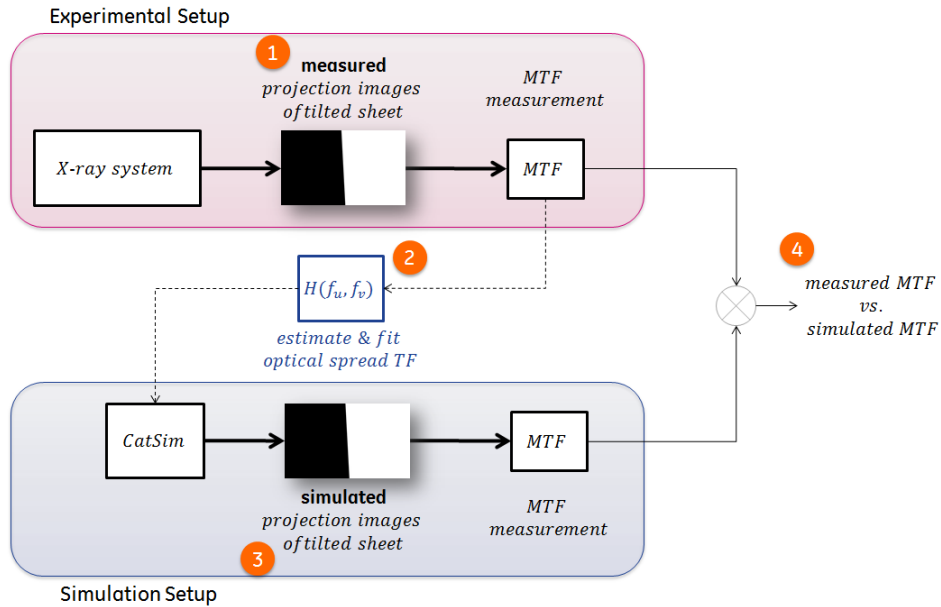 Experimental Setup
1
measured
projection images
of tilted sheet
MTF
measurement
X-ray system
MTF
2
H(f_u, f_v)
estimate & fit
optical spread TF
4
measured MTF
vs.
simulated MTF
CatSim
MTF
simulated
projection images
of tilted sheet
MTF
measurement
3
Simulation Setup